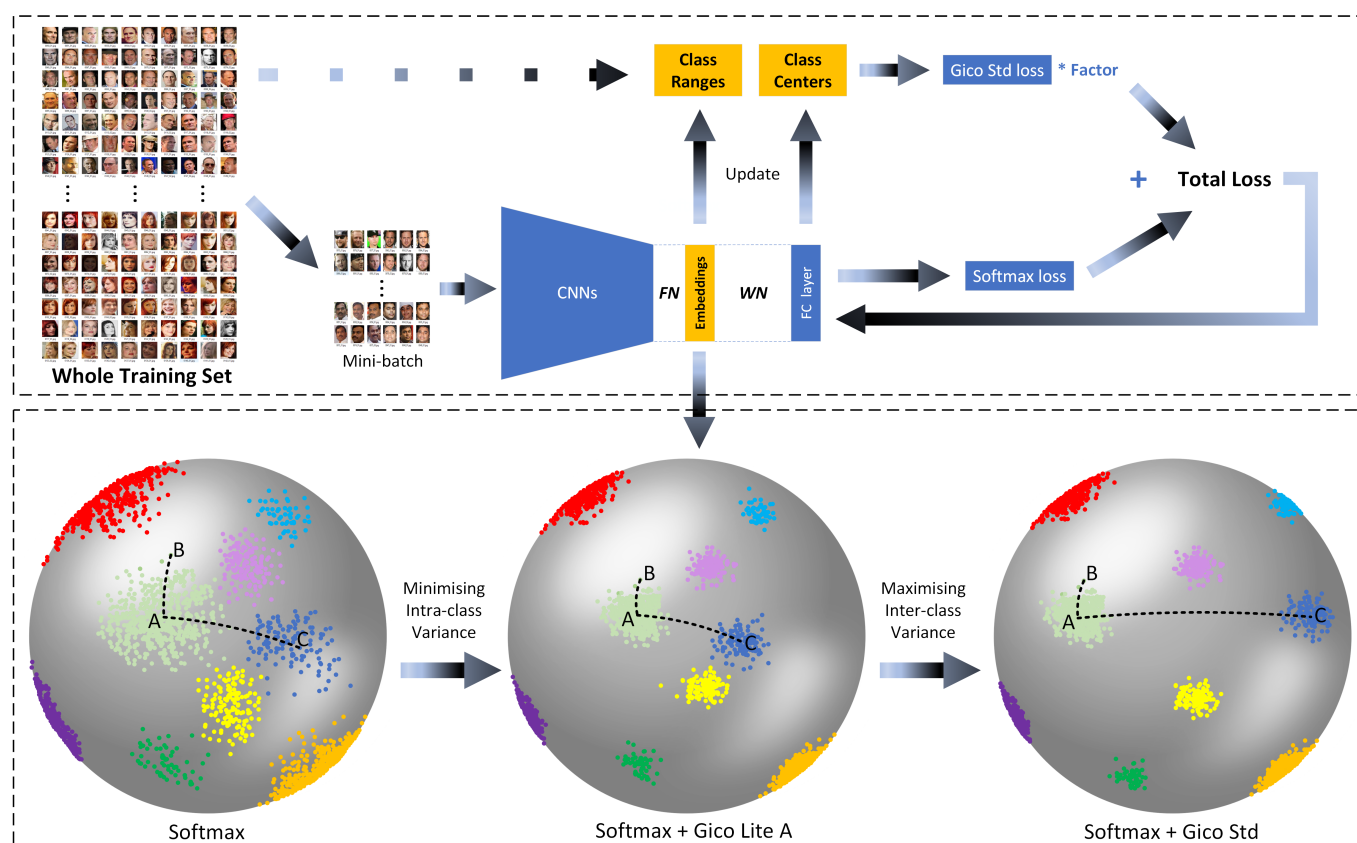 Class
Ranges
Class
Centers
Gico Std loss
* Factor
Update
+
Total Loss
CNNs
FN
Embeddings
WN
FC layer
Softmax loss
Mini-batch
Whole Training Set
B
A
C
Softmax
Minimising
Intra-class
Variance
B
A
C
Softmax + Gico Lite A
Maximising
Inter-class
Variance
B
A
C
Softmax + Gico Std